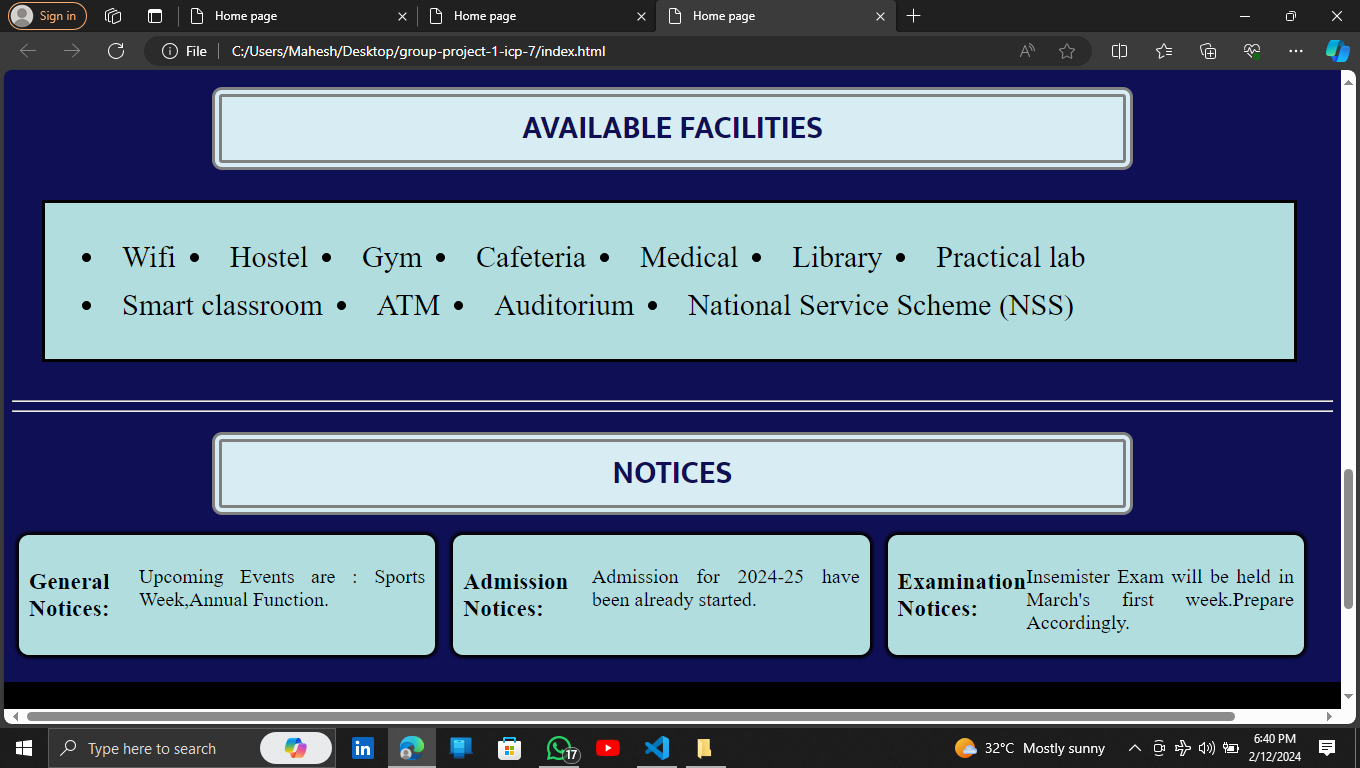 Sign in
Home page
Home page
Home page
File
C:/Users/Mahesh/Desktop/group-project-1-icp-7/index.html
AVAILABLE FACILITIES
• Wifi • Hostel • Gym • Cafeteria • Medical • Library • Practical lab
• Smart classroom • ATM • Auditorium • National Service Scheme (NSS)
NOTICES
General
Notices:
Upcoming Events are : Sports
Week,Annual Function.
Admission
Notices:
Admission for 2024-25 have
been already started.
Examination
Notices:
Insemister Exam will be held in
March's first week.Prepare
Accordingly.
Type here to search
17
32°C Mostly sunny
6:40 PM
2/12/2024